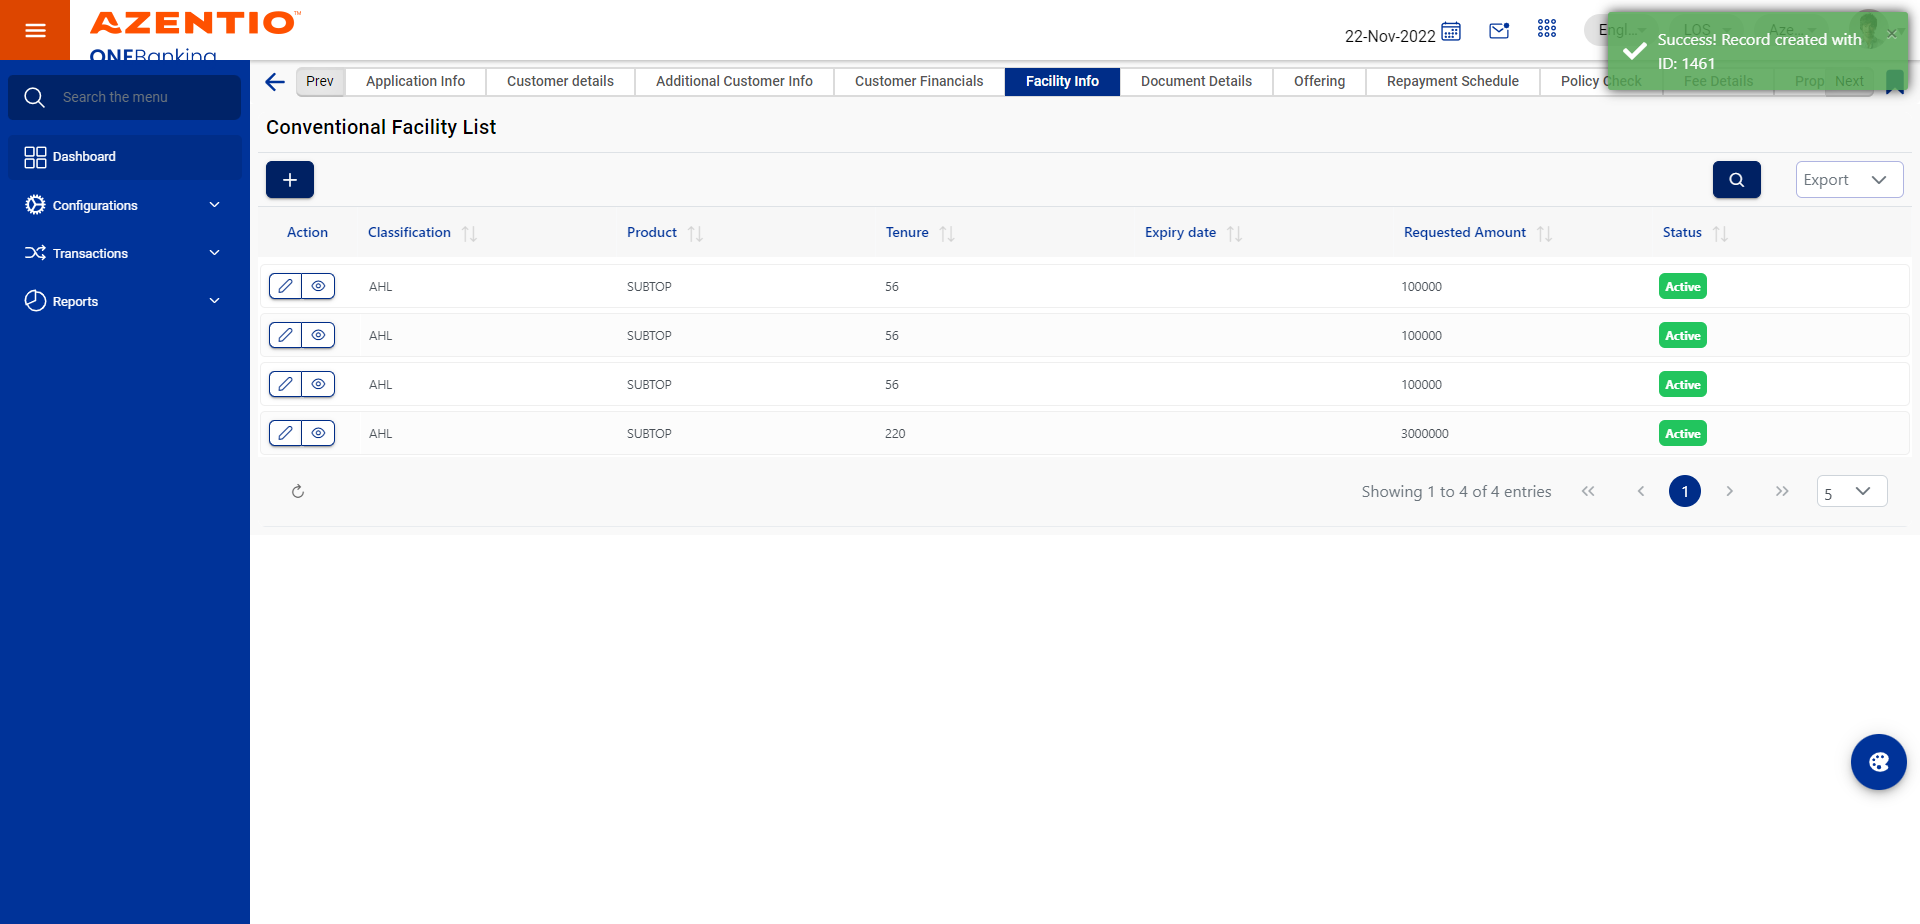 AZENTIO™
ONEBanking
22-Nov-2022
Success! Record created with
ID: 1461
Search the menu
Dashboard
Configurations
Transactions
Reports
Prev
Application Info
Customer details
Additional Customer Info
Customer Financials
Facility Info
Document Details
Offering
Repayment Schedule
Policy Check
Fee Details
Prop
Next
Conventional Facility List
Export
Action Classification Product Tenure Expiry date Requested Amount Status
AHL SUBTOP 56 100000 Active
AHL SUBTOP 56 100000 Active
AHL SUBTOP 56 100000 Active
AHL SUBTOP 220 3000000 Active
Showing 1 to 4 of 4 entries
1
5